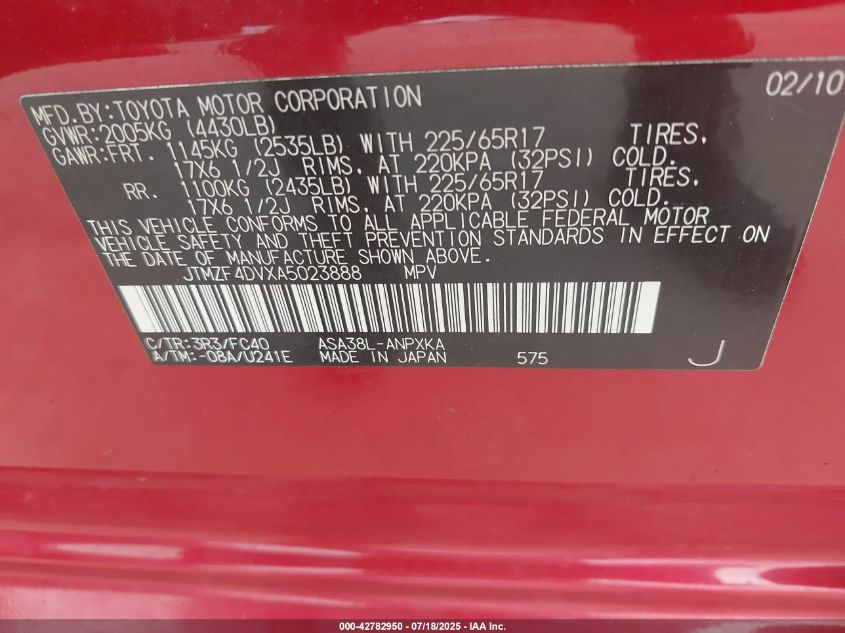 02/10
MFD.BY:TOYOTA MOTOR CORPORATION
GVWR:2005KG (4430LB)
GAWR:FRT. 1145KG (2535LB) WITH 225/65R17 TIRES,
17X6 1/2J RIMS, AT 220KPA (32PSI) COLD.
RR. 1100KG (2435LB) WITH 225/65R17 TIRES,
17X6 1/2J RIMS, AT 220KPA (32PSI) COLD.
THIS VEHICLE CONFORMS TO ALL APPLICABLE FEDERAL MOTOR
VEHICLE SAFETY AND THEFT PREVENTION STANDARDS IN EFFECT ON
THE DATE OF MANUFACTURE SHOWN ABOVE.
JTMZF4DVXA5023888 MPV
C/TR:3R3/FC40 ASA38L-ANPXKA
A/TM:-08A/U241E MADE IN JAPAN 575 J
000-42782950 - 07/18/2025 - IAA Inc.